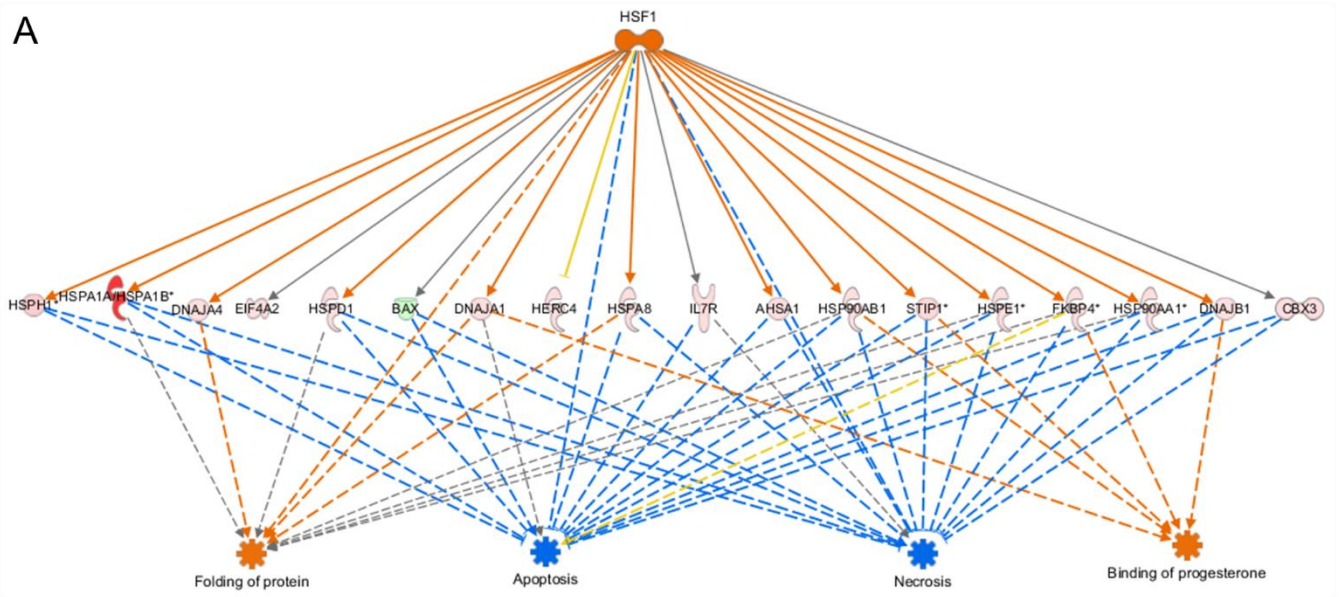 A
HSF1
HSPH1*
HSPA1A/HSPA1B*
DNAJA4
EIF4A2
HSPD1
BAX
DNAJA1
HERC4
HSPA8
IL7R
AHSA1
HSP90AB1
STIP1*
HSPE1*
FKBP4*
HSP90AA1*
DNAJB1
CBX3
Folding of protein
Apoptosis
Necrosis
Binding of progesterone